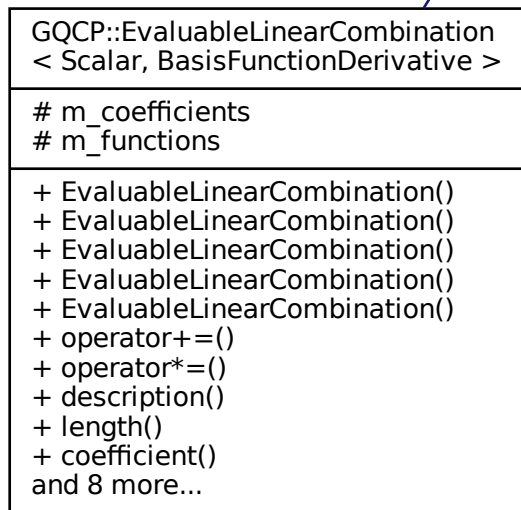 GQCP::EvaluableLinearCombination
< Scalar, BasisFunctionDerivative >
# m_coefficients
# m_functions
+ EvaluableLinearCombination()
+ EvaluableLinearCombination()
+ EvaluableLinearCombination()
+ EvaluableLinearCombination()
+ EvaluableLinearCombination()
+ operator+=()
+ operator*=()
+ description()
+ length()
+ coefficient()
and 8 more...